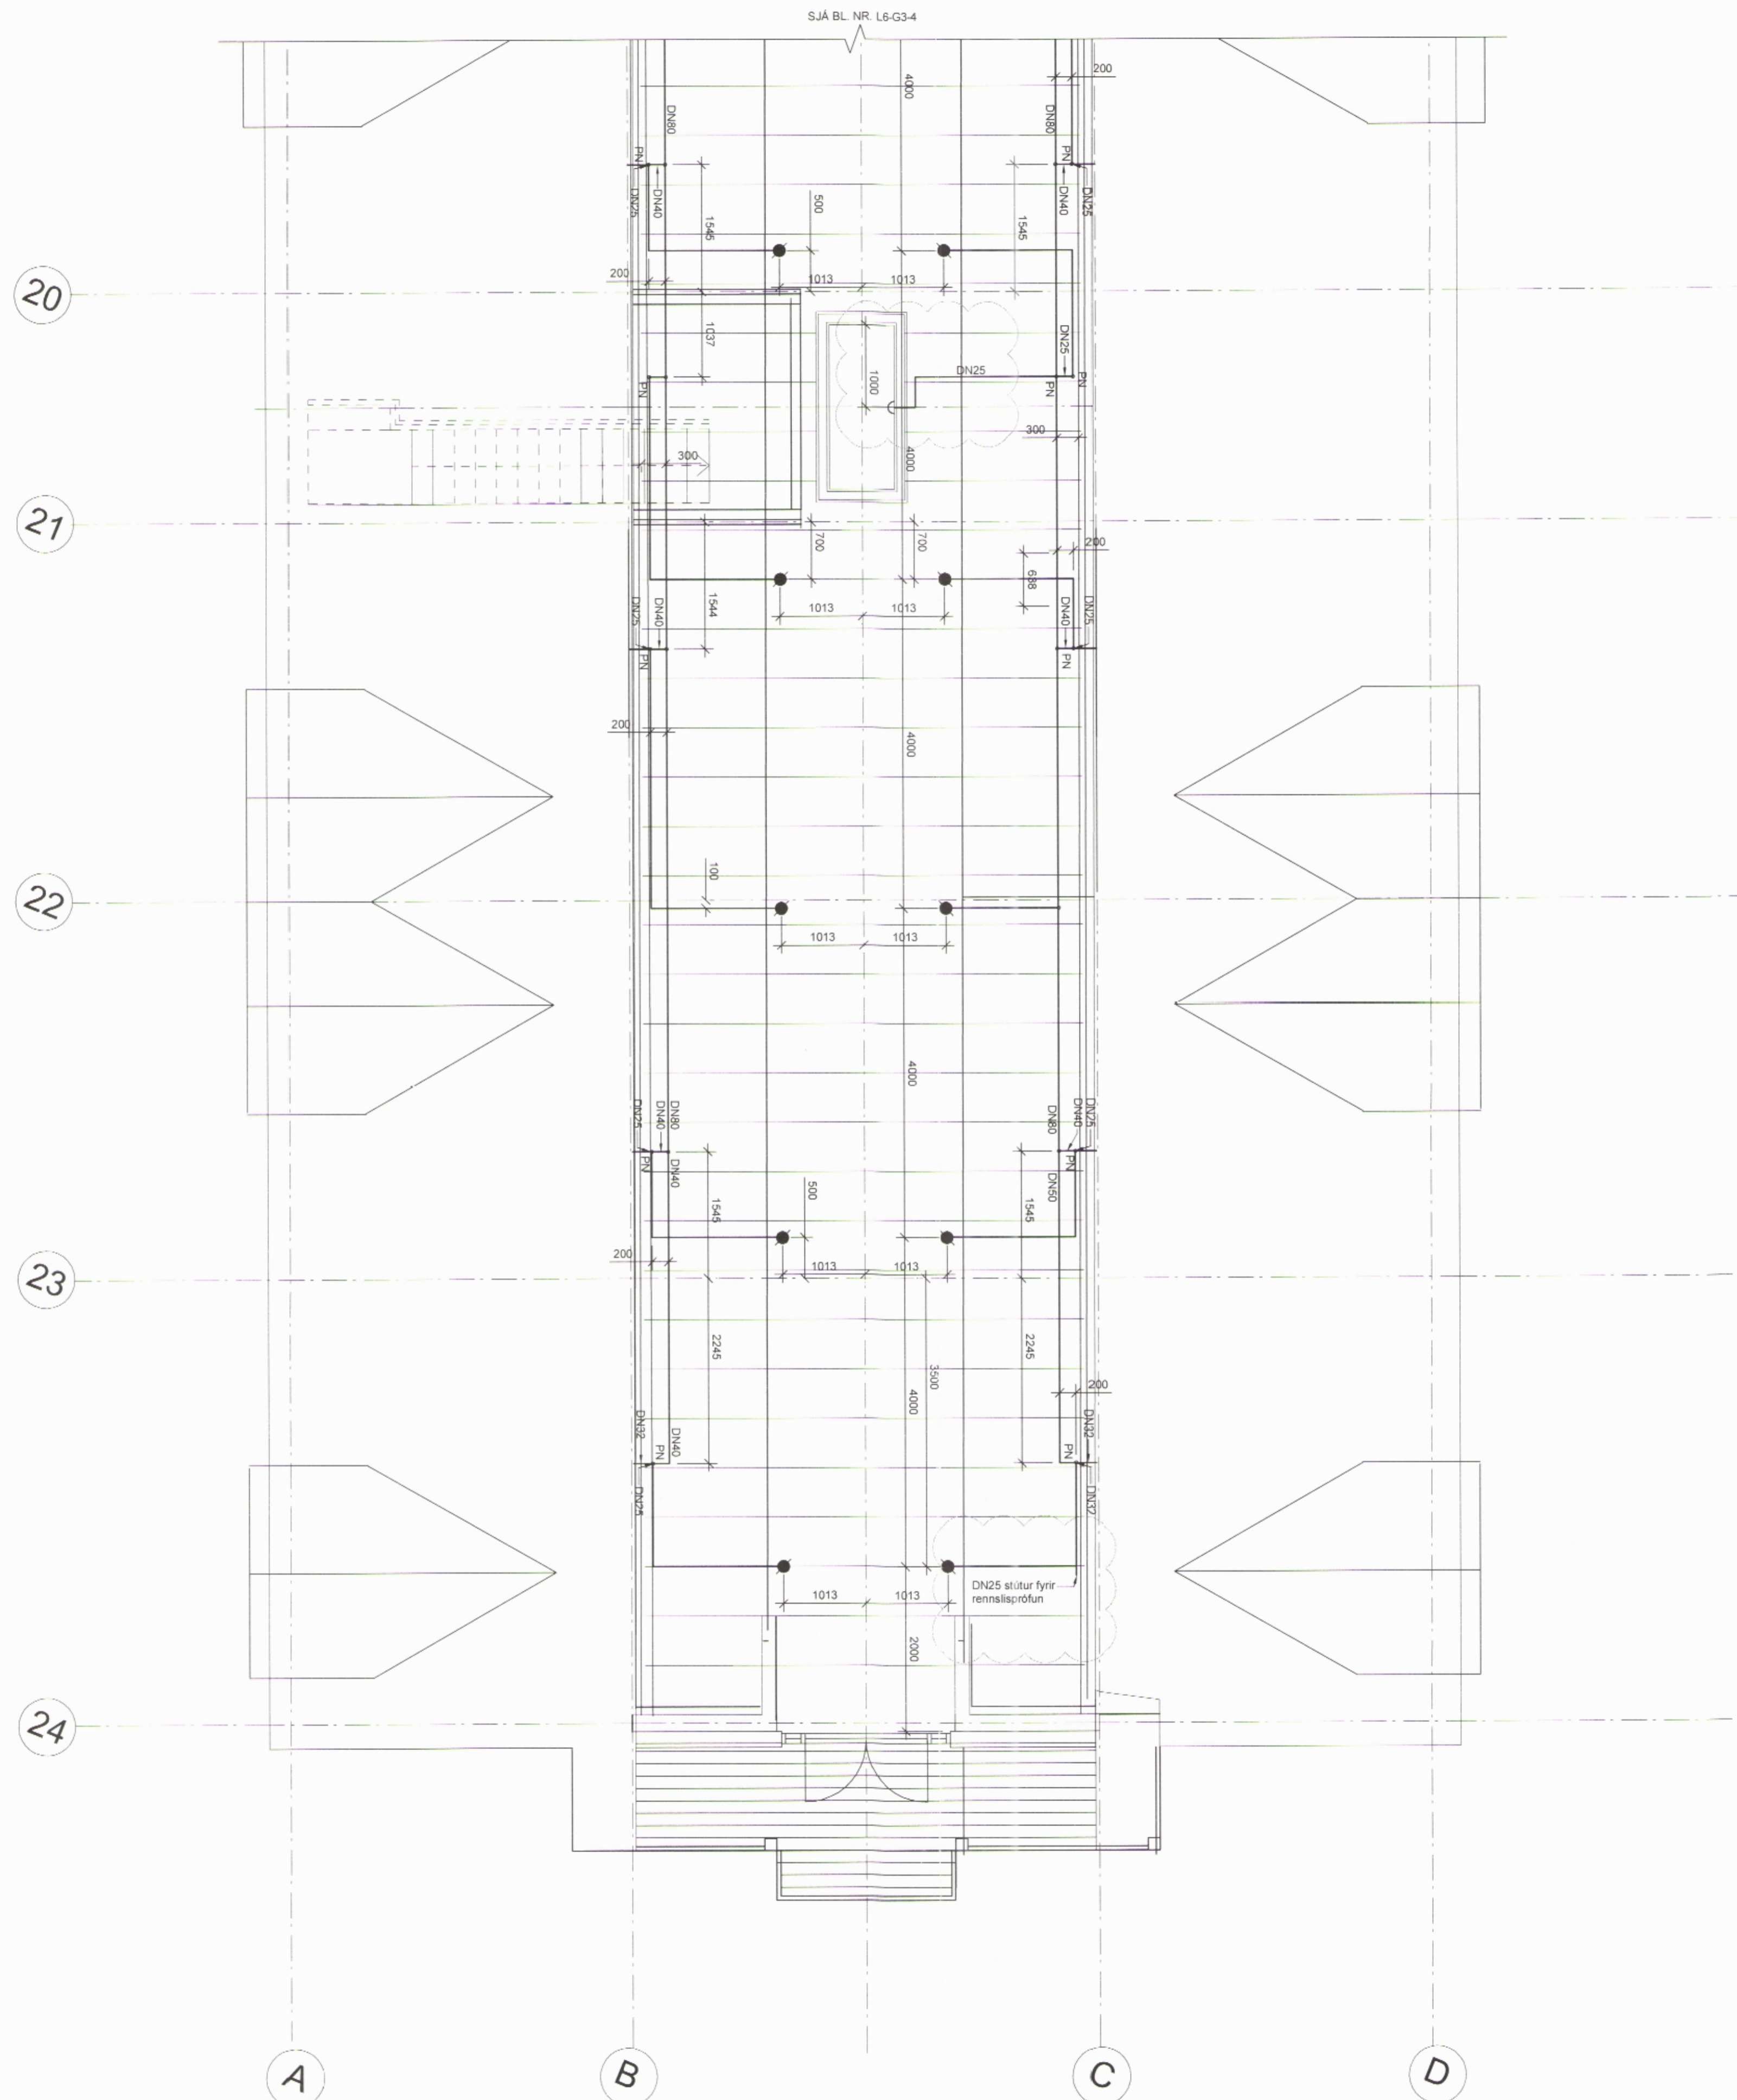 SJÁ BL. NR. L6-G3-4
200
4000
DN80
DN80
PN
PN
DN25
DN40
DN40
DN25
500
1545
1545
20
200
1013
1013
1037
DN25
DN25
1000
PN
PN
PN
300
4000
300
21
700
700
200
688
1544
1013
1013
DN25
DN40
DN40
DN25
PN
PN
200
4000
100
22
1013
1013
4000
DN25
DN40
DN80
DN80
DN40
DN25
PN
DN40
PN
DN50
500
1545
1545
200
1013
1013
23
2245
2245
3500
4000
200
DN32
DN40
PN
PN
DN32
DN25
DN32
DN25 stútur fyrir
rennslisprófun
1013
1013
2000
24
A
B
C
D